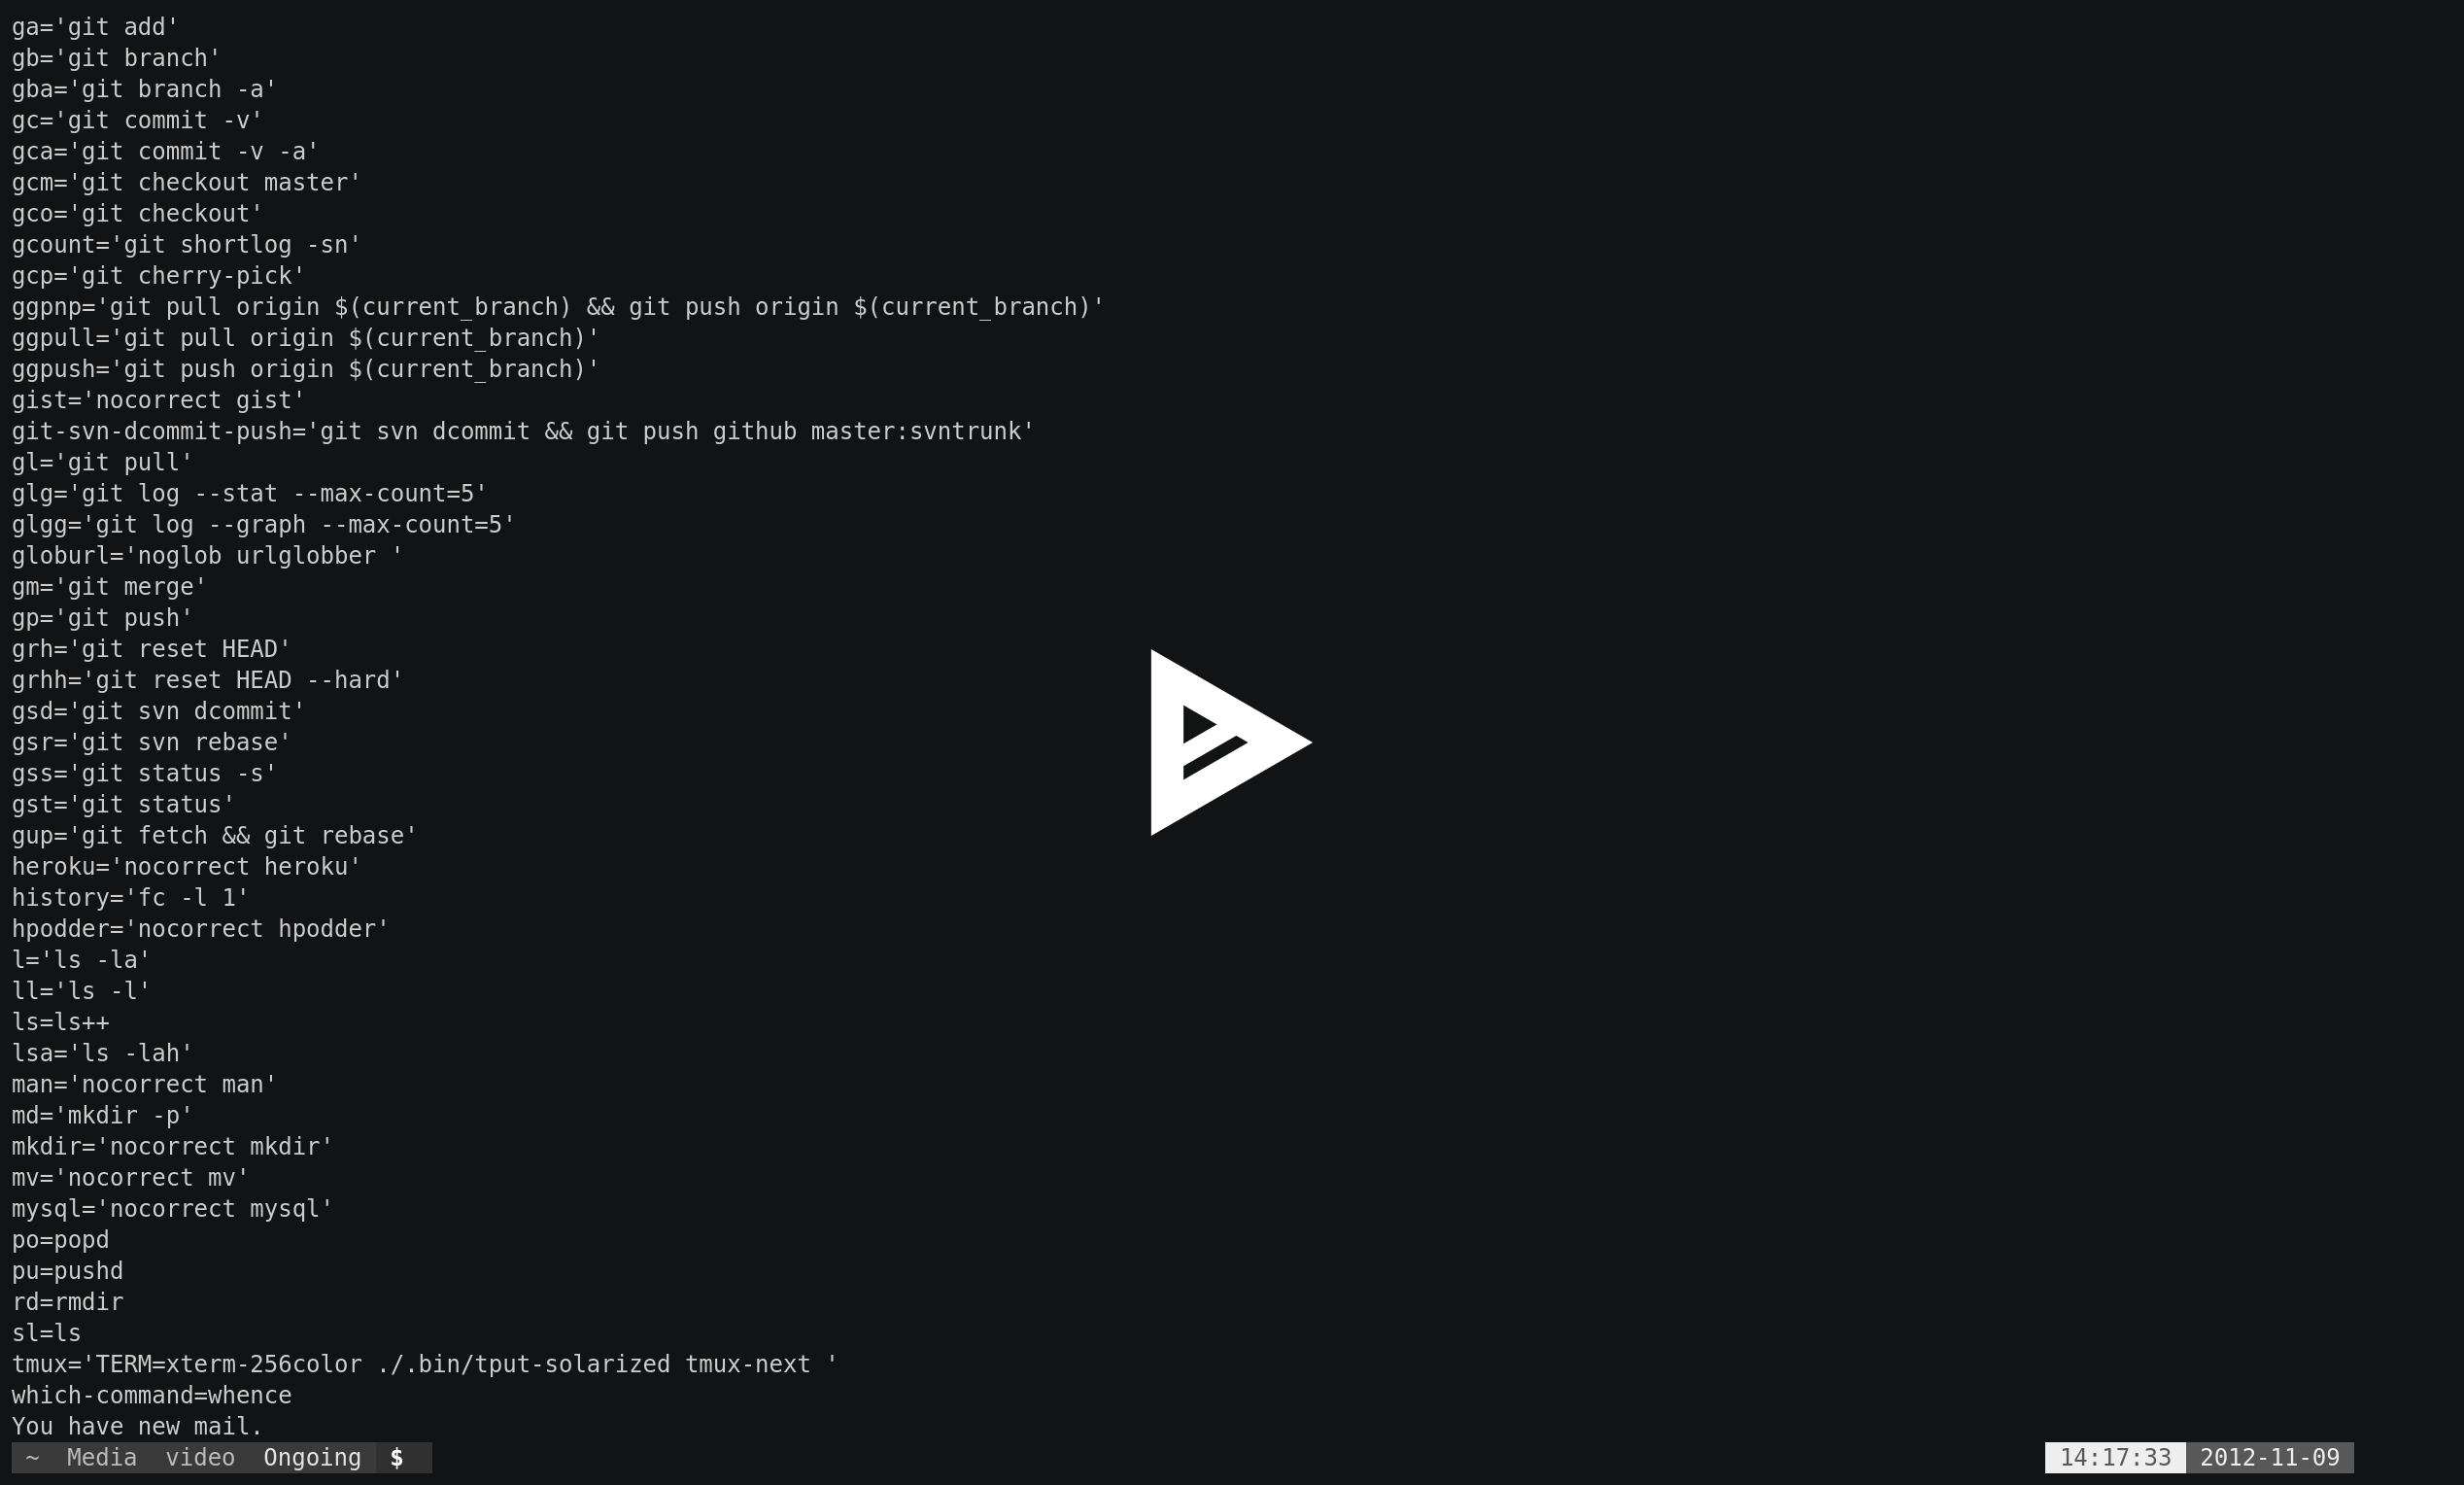 ga='git add'
gb='git branch'
gba='git branch -a'
gc='git commit -v'
gca='git commit -v -a'
gcm='git checkout master'
gco='git checkout'
gcount='git shortlog -sn'
gcp='git cherry-pick'
ggpnp='git pull origin $(current_branch) && git push origin $(current_branch)'
ggpull='git pull origin $(current_branch)'
ggpush='git push origin $(current_branch)'
gist='nocorrect gist'
git-svn-dcommit-push='git svn dcommit && git push github master:svntrunk'
gl='git pull'
glg='git log --stat --max-count=5'
glgg='git log --graph --max-count=5'
globurl='noglob urlglobber '
gm='git merge'
gp='git push'
grh='git reset HEAD'
grhh='git reset HEAD --hard'
gsd='git svn dcommit'
gsr='git svn rebase'
gss='git status -s'
gst='git status'
gup='git fetch && git rebase'
heroku='nocorrect heroku'
history='fc -l 1'
hpodder='nocorrect hpodder'
l='ls -la'
ll='ls -l'
ls=ls++
lsa='ls -lah'
man='nocorrect man'
md='mkdir -p'
mkdir='nocorrect mkdir'
mv='nocorrect mv'
mysql='nocorrect mysql'
po=popd
pu=pushd
rd=rmdir
sl=ls
tmux='TERM=xterm-256color ./.bin/tput-solarized tmux-next '
which-command=whence
You have new mail.
~ Media video Ongoing $ 14:17:33 2012-11-09